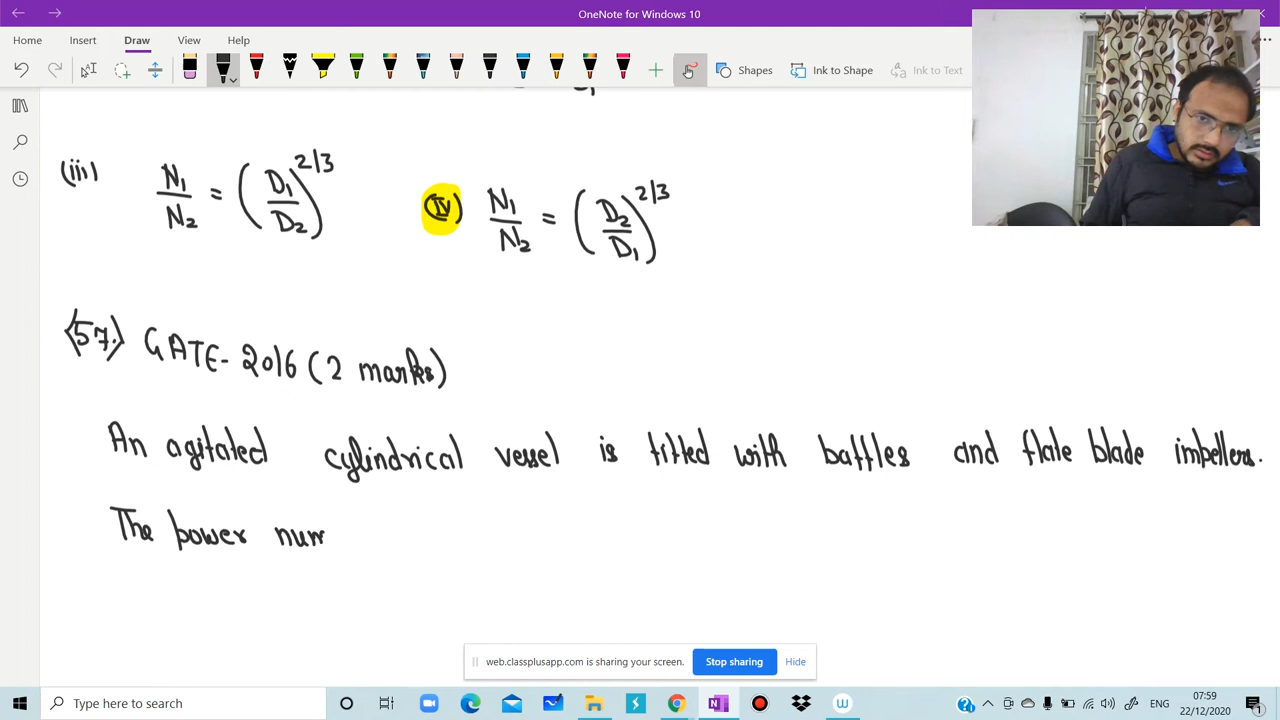 OneNote for Windows 10
Home Insert Draw View Help
Shapes Ink to Shape Ink to Text
(iii) N₁/N₂ = (D₁/D₂)^2/3 (iv) N₁/N₂ = (D₂/D₁)^2/3
(57.) GATE-2016 (2 marks)
An agitated cylindrical vessel is fitted with baffles and flate blade impellers.
The power num
web.classplusapp.com is sharing your screen. Stop sharing Hide
Type here to search
ENG
07:59
22/12/2020